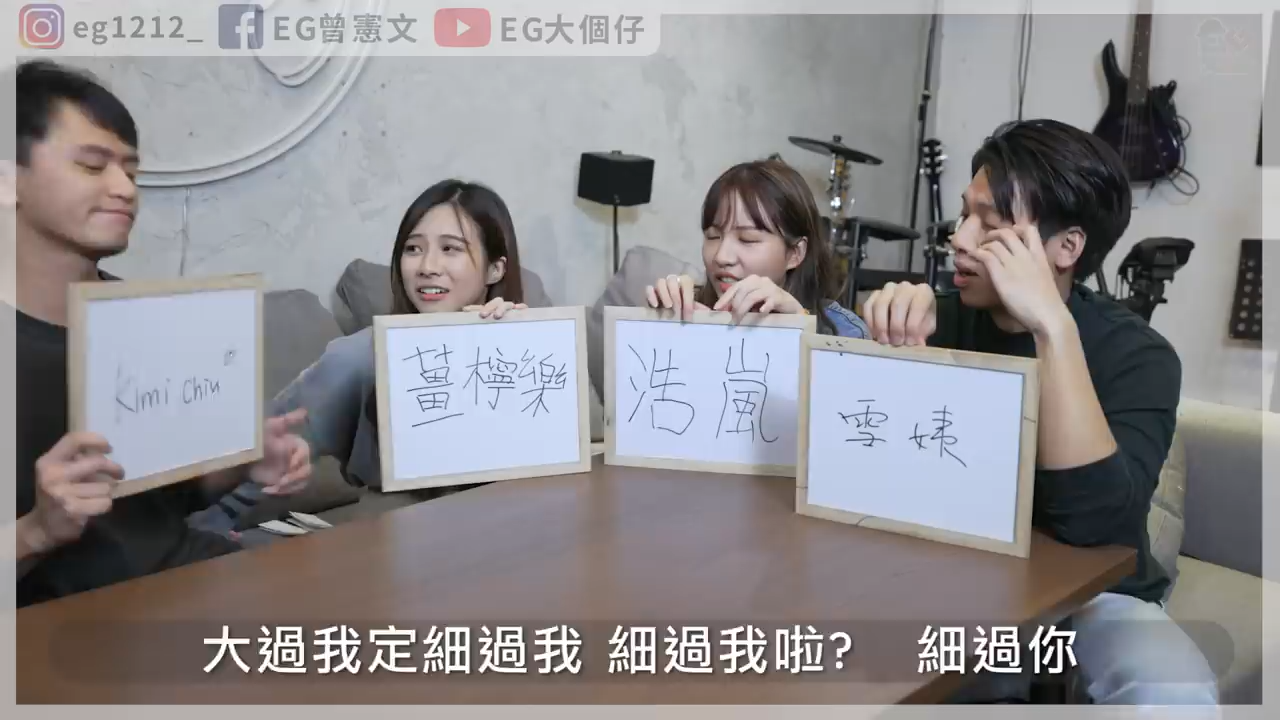 eg1212_ EG曾憲文 EG大個仔
Kimi Chiu
薑檸樂
浩嵐
雪姨
大過我定細過我 細過我啦? 細過你